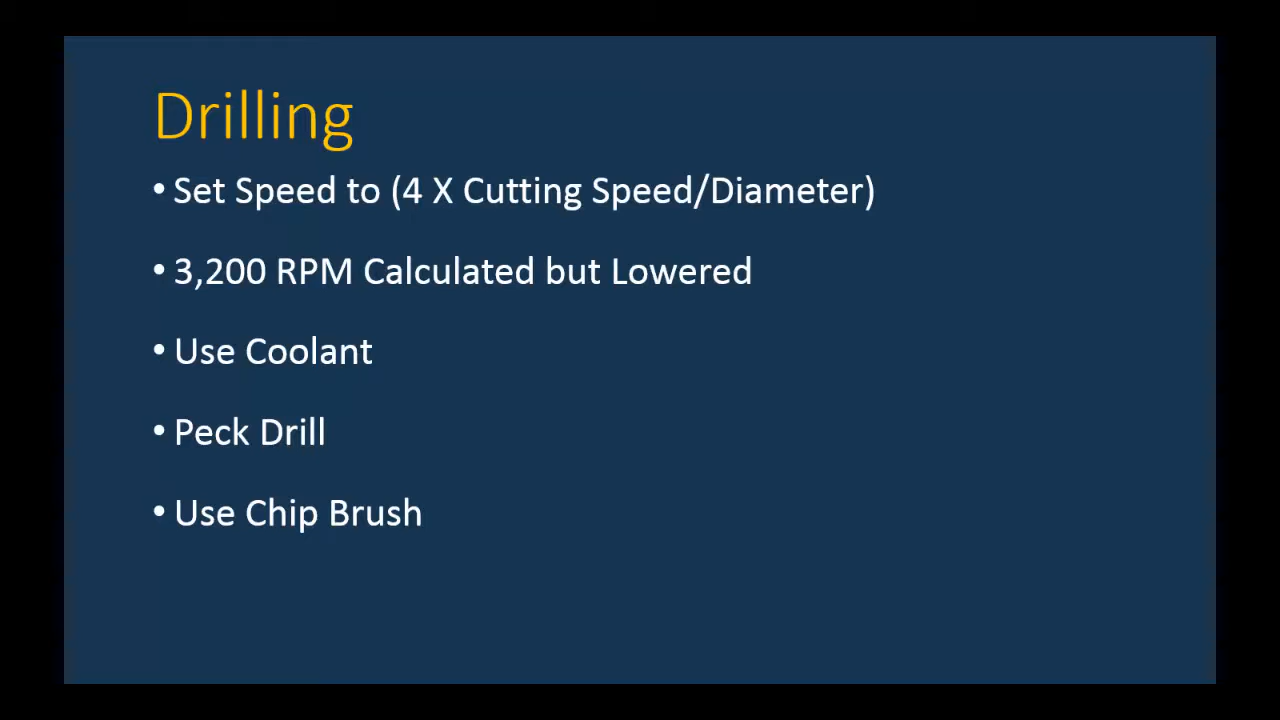 Drilling
• Set Speed to (4 X Cutting Speed/Diameter)
• 3,200 RPM Calculated but Lowered
• Use Coolant
• Peck Drill
• Use Chip Brush